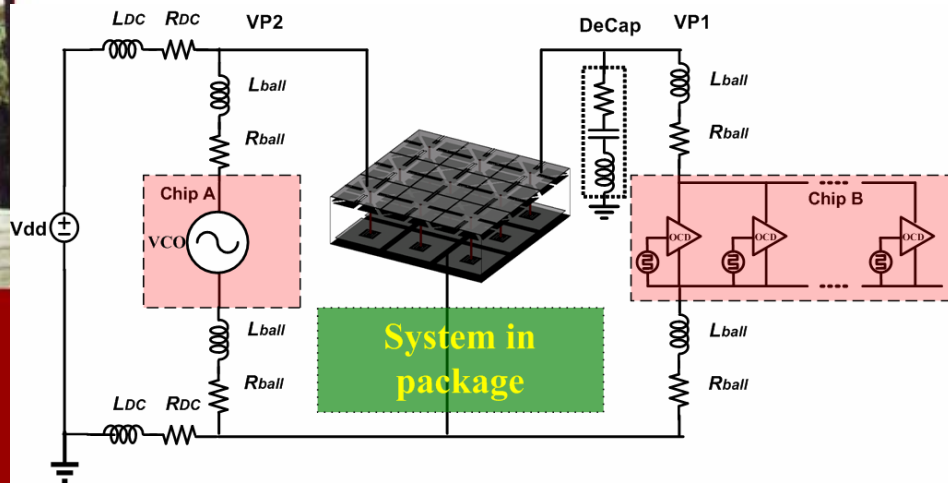 LDC RDC VP2 DeCap VP1
Lball Lball
Rball Rball
Chip A Chip B
Vdd VCO OCD OCD OCD
Lball System in Lball
package
Rball Rball
LDC RDC